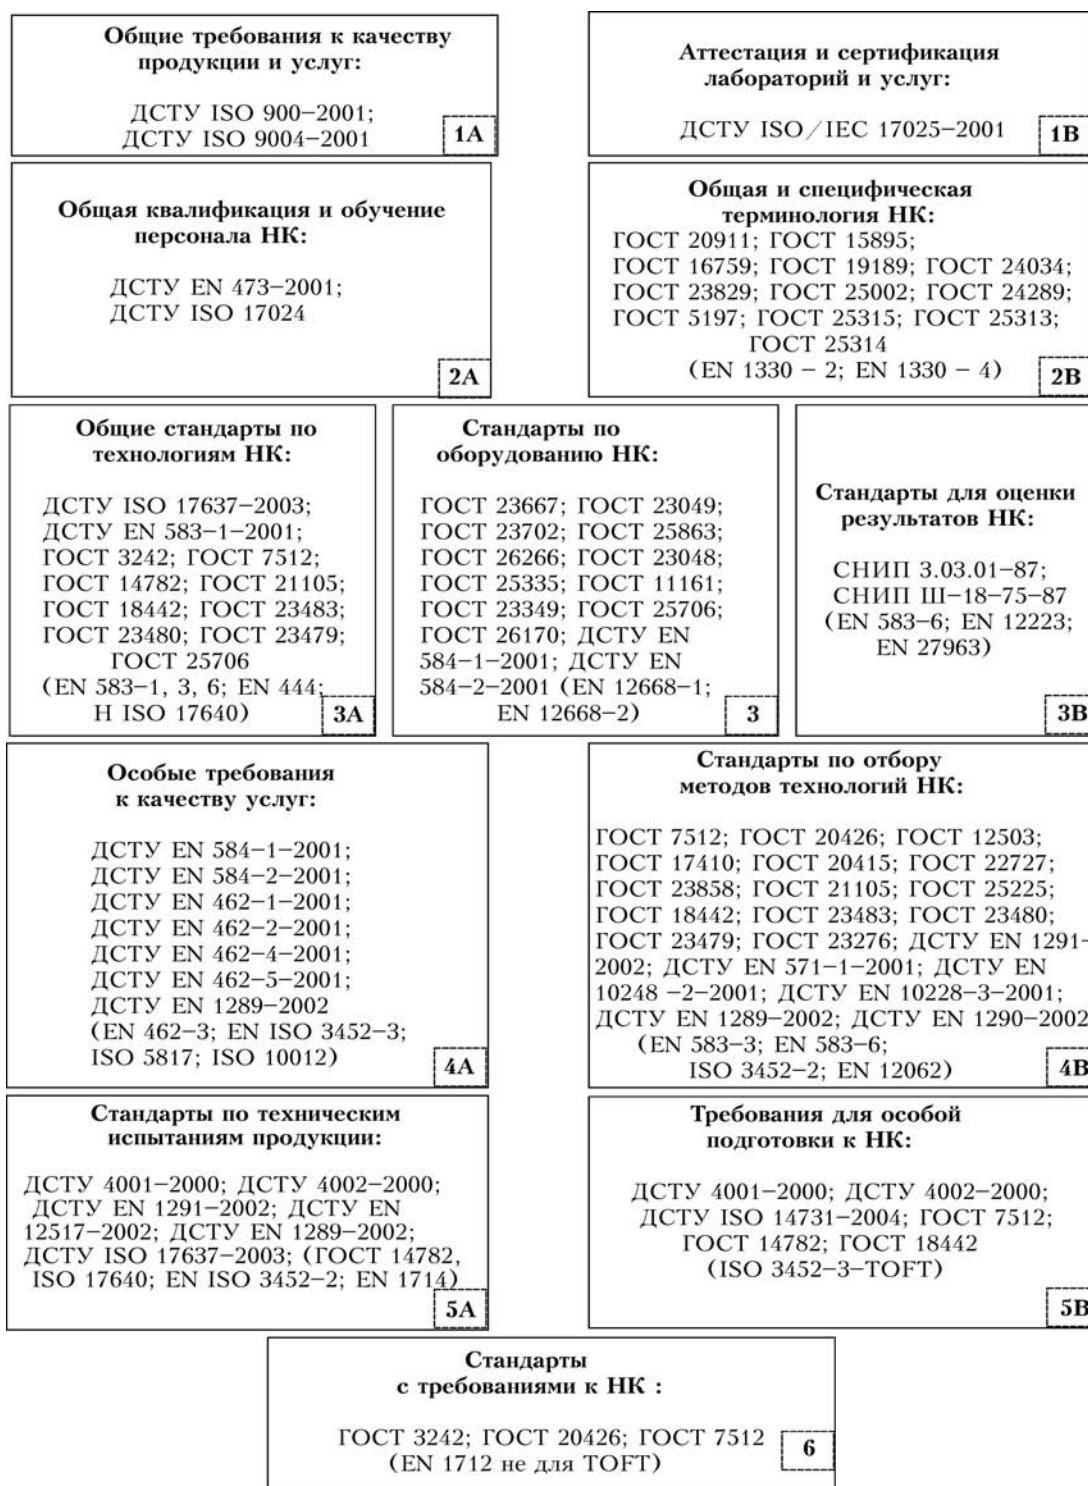 Общие требования к качеству
продукции и услуг:
ДСТУ ISO 900–2001;
ДСТУ ISO 9004–2001
1А
Аттестация и сертификация
лабораторий и услуг:
ДСТУ ISO/IEC 17025–2001
1В
Общая квалификация и обучение
персонала НК:
ДСТУ EN 473–2001;
ДСТУ ISO 17024
2А
Общая и специфическая
терминология НК:
ГОСТ 20911; ГОСТ 15895;
ГОСТ 16759; ГОСТ 19189; ГОСТ 24034;
ГОСТ 23829; ГОСТ 25002; ГОСТ 24289;
ГОСТ 5197; ГОСТ 25315; ГОСТ 25313;
ГОСТ 25314
(EN 1330 – 2; EN 1330 – 4)
2В
Общие стандарты по
технологиям НК:
ДСТУ ISO 17637–2003;
ДСТУ EN 583–1–2001;
ГОСТ 3242; ГОСТ 7512;
ГОСТ 14782; ГОСТ 21105;
ГОСТ 18442; ГОСТ 23483;
ГОСТ 23480; ГОСТ 23479;
ГОСТ 25706
(EN 583–1, 3, 6; EN 444;
Н ISO 17640)
3А
Стандарты по
оборудованию НК:
ГОСТ 23667; ГОСТ 23049;
ГОСТ 23702; ГОСТ 25863;
ГОСТ 26266; ГОСТ 23048;
ГОСТ 25335; ГОСТ 11161;
ГОСТ 23349; ГОСТ 25706;
ГОСТ 26170; ДСТУ EN
584–1–2001; ДСТУ EN
584–2–2001 (EN 12668–1;
EN 12668–2)
3
Стандарты для оценки
результатов НК:
СНИП 3.03.01–87;
СНИП Ш–18–75–87
(EN 583–6; EN 12223;
EN 27963)
3В
Особые требования
к качеству услуг:
ДСТУ EN 584–1–2001;
ДСТУ EN 584–2–2001;
ДСТУ EN 462–1–2001;
ДСТУ EN 462–2–2001;
ДСТУ EN 462–4–2001;
ДСТУ EN 462–5–2001;
ДСТУ EN 1289–2002
(EN 462–3; EN ISO 3452–3;
ISO 5817; ISO 10012)
4А
Стандарты по отбору
методов технологий НК:
ГОСТ 7512; ГОСТ 20426; ГОСТ 12503;
ГОСТ 17410; ГОСТ 20415; ГОСТ 22727;
ГОСТ 23858; ГОСТ 21105; ГОСТ 25225;
ГОСТ 18442; ГОСТ 23483; ГОСТ 23480;
ГОСТ 23479; ГОСТ 23276; ДСТУ EN 1291–
2002; ДСТУ EN 571–1–2001; ДСТУ EN
10248 –2–2001; ДСТУ EN 10228–3–2001;
ДСТУ EN 1289–2002; ДСТУ EN 1290–2002
(EN 583–3; EN 583–6;
ISO 3452–2; EN 12062)
4В
Стандарты по техническим
испытаниям продукции:
ДСТУ 4001–2000; ДСТУ 4002–2000;
ДСТУ EN 1291–2002; ДСТУ EN
12517–2002; ДСТУ EN 1289–2002;
ДСТУ ISO 17637–2003; (ГОСТ 14782,
ISO 17640; EN ISO 3452–2; EN 1714)
5А
Требования для особой
подготовки к НК:
ДСТУ 4001–2000; ДСТУ 4002–2000;
ДСТУ ISO 14731–2004; ГОСТ 7512;
ГОСТ 14782; ГОСТ 18442
(ISO 3452–3–TOFT)
5В
Стандарты
с требованиями к НК :
ГОСТ 3242; ГОСТ 20426; ГОСТ 7512
(EN 1712 не для TOFT)
6